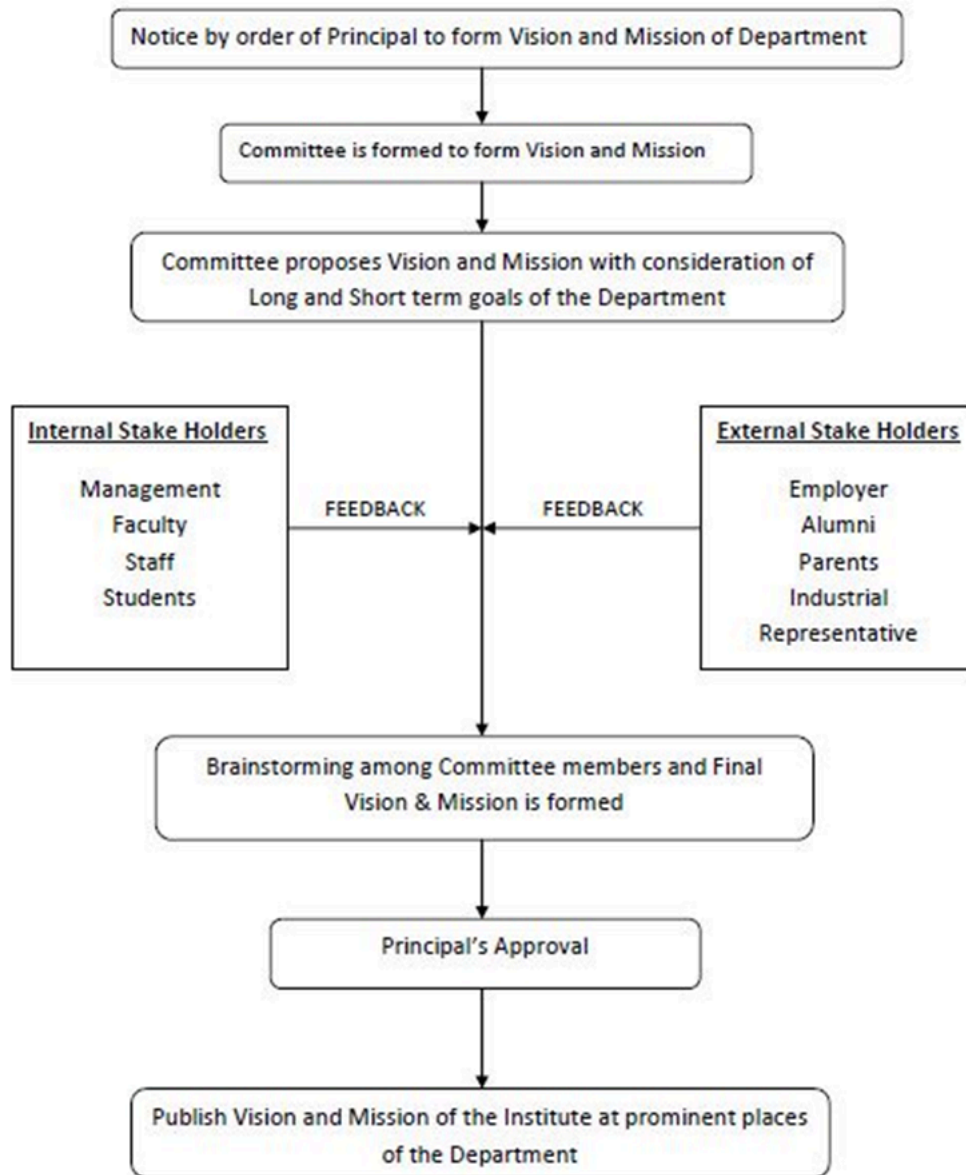 Notice by order of Principal to form Vision and Mission of Department
Committee is formed to form Vision and Mission
Committee proposes Vision and Mission with consideration of
Long and Short term goals of the Department
Internal Stake Holders
Management
Faculty
Staff
Students
FEEDBACK
FEEDBACK
External Stake Holders
Employer
Alumni
Parents
Industrial
Representative
Brainstorming among Committee members and Final
Vision & Mission is formed
Principal’s Approval
Publish Vision and Mission of the Institute at prominent places
of the Department